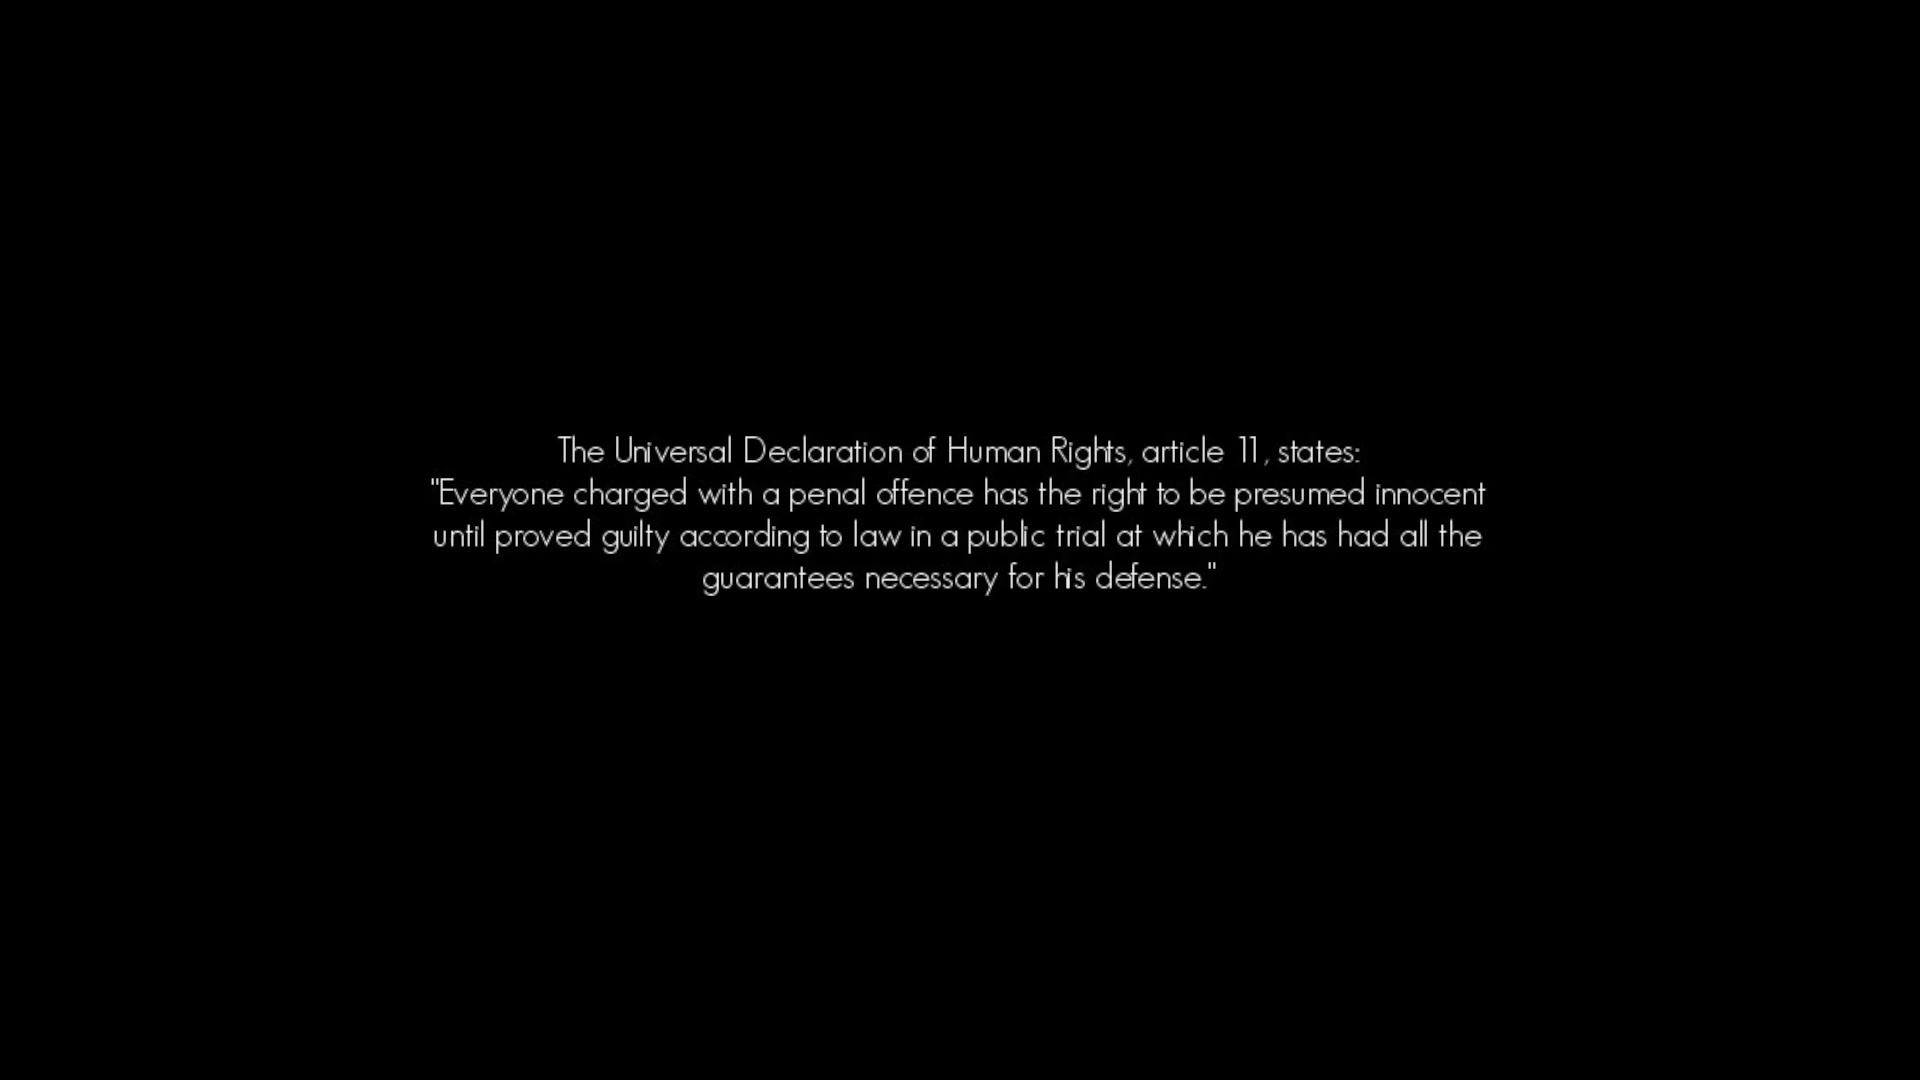 The Universal Declaration of Human Rights, article 11, states:
"Everyone charged with a penal offence has the right to be presumed innocent
until proved guilty according to law in a public trial at which he has had all the
guarantees necessary for his defense."